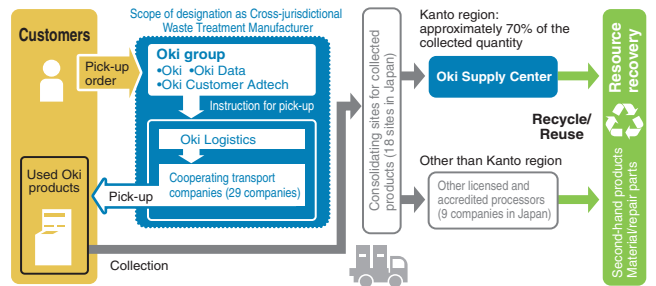 Scope of designation as Cross-jurisdictional
Waste Treatment Manufacturer
Customers
Pick-up
order
Oki group
•Oki •Oki Data
•Oki Customer Adtech
Instruction for pick-up
Oki Logistics
Cooperating transport
companies (29 companies)
Used Oki
products
Pick-up
Collection
Consolidating sites for collected
products (18 sites in Japan)
Kanto region:
approximately 70% of the
collected quantity
Oki Supply Center
Recycle/
Reuse
Other than Kanto region
Other licensed and
accredited processors
(9 companies in Japan)
Resource
recovery
Second-hand products
Material/repair parts